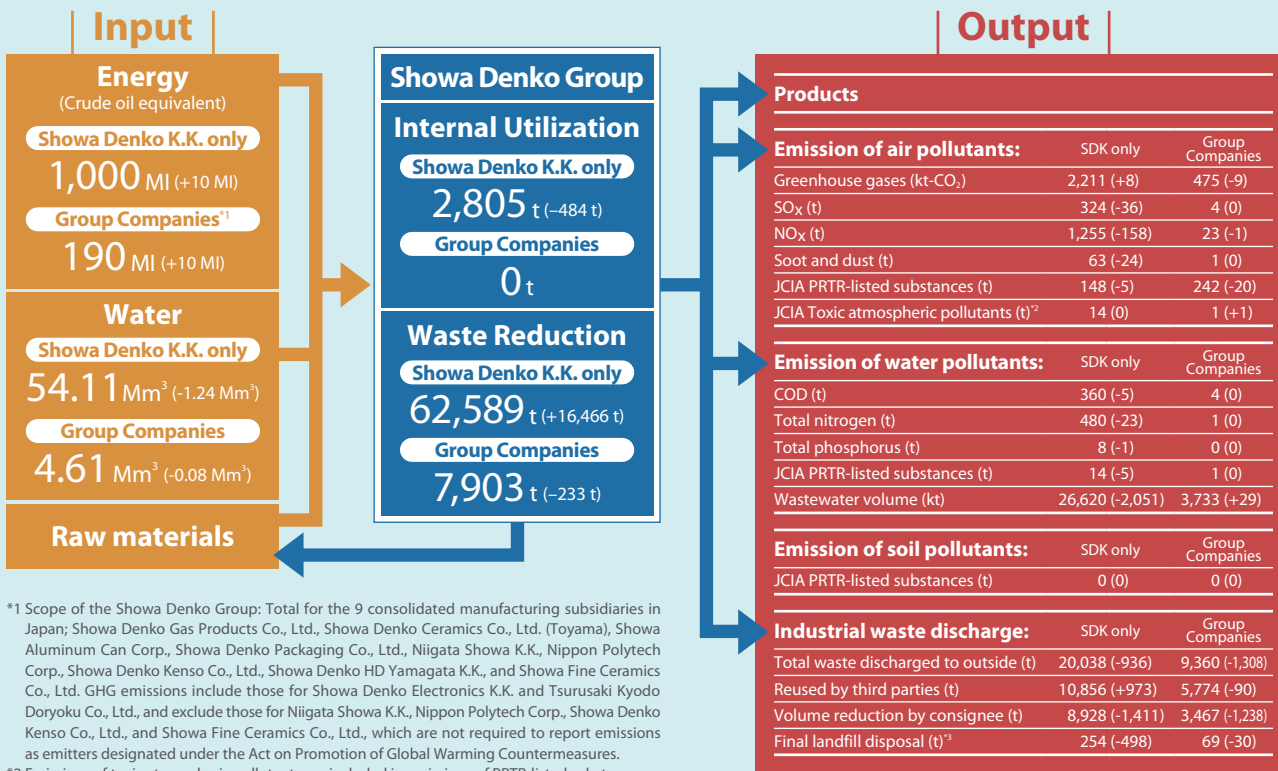 Input
Energy
(Crude oil equivalent)
Showa Denko K.K. only
1,000 Ml (+10 Ml)
Group Companies*1
190 Ml (+10 Ml)
Water
Showa Denko K.K. only
54.11 Mm³ (-1.24 Mm³)
Group Companies
4.61 Mm³ (-0.08 Mm³)
Raw materials
Showa Denko Group
Internal Utilization
Showa Denko K.K. only
2,805 t (–484 t)
Group Companies
0 t
Waste Reduction
Showa Denko K.K. only
62,589 t (+16,466 t)
Group Companies
7,903 t (–233 t)
Output
Products
Emission of air pollutants: SDK only Group Companies
Greenhouse gases (kt-CO₂) 2,211 (+8) 475 (-9)
SOx (t) 324 (-36) 4 (0)
NOx (t) 1,255 (-158) 23 (-1)
Soot and dust (t) 63 (-24) 1 (0)
JCIA PRTR-listed substances (t) 148 (-5) 242 (-20)
JCIA Toxic atmospheric pollutants (t)*2 14 (0) 1 (+1)
Emission of water pollutants: SDK only Group Companies
COD (t) 360 (-5) 4 (0)
Total nitrogen (t) 480 (-23) 1 (0)
Total phosphorus (t) 8 (-1) 0 (0)
JCIA PRTR-listed substances (t) 14 (-5) 1 (0)
Wastewater volume (kt) 26,620 (-2,051) 3,733 (+29)
Emission of soil pollutants: SDK only Group Companies
JCIA PRTR-listed substances (t) 0 (0) 0 (0)
Industrial waste discharge: SDK only Group Companies
Total waste discharged to outside (t) 20,038 (-936) 9,360 (-1,308)
Reused by third parties (t) 10,856 (+973) 5,774 (-90)
Volume reduction by consignee (t) 8,928 (-1,411) 3,467 (-1,238)
Final landfill disposal (t)*3 254 (-498) 69 (-30)
*1 Scope of the Showa Denko Group: Total for the 9 consolidated manufacturing subsidiaries in
Japan; Showa Denko Gas Products Co., Ltd., Showa Denko Ceramics Co., Ltd. (Toyama), Showa
Aluminum Can Corp., Showa Denko Packaging Co., Ltd., Niigata Showa K.K., Nippon Polytech
Corp., Showa Denko Kenso Co., Ltd., Showa Denko HD Yamagata K.K., and Showa Fine Ceramics
Co., Ltd. GHG emissions include those for Showa Denko Electronics K.K. and Tsurusaki Kyodo
Doryoku Co., Ltd., and exclude those for Niigata Showa K.K., Nippon Polytech Corp., Showa Denko
Kenso Co., Ltd., and Showa Fine Ceramics Co., Ltd., which are not required to report emissions
as emitters designated under the Act on Promotion of Global Warming Countermeasures.